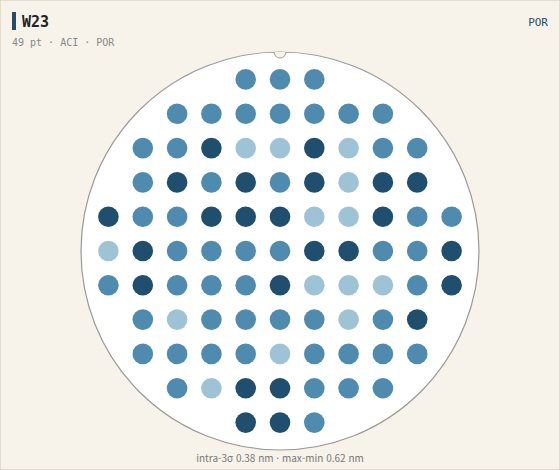 W23
POR
49 pt · ACI · POR
intra-3σ 0.38 nm · max-min 0.62 nm